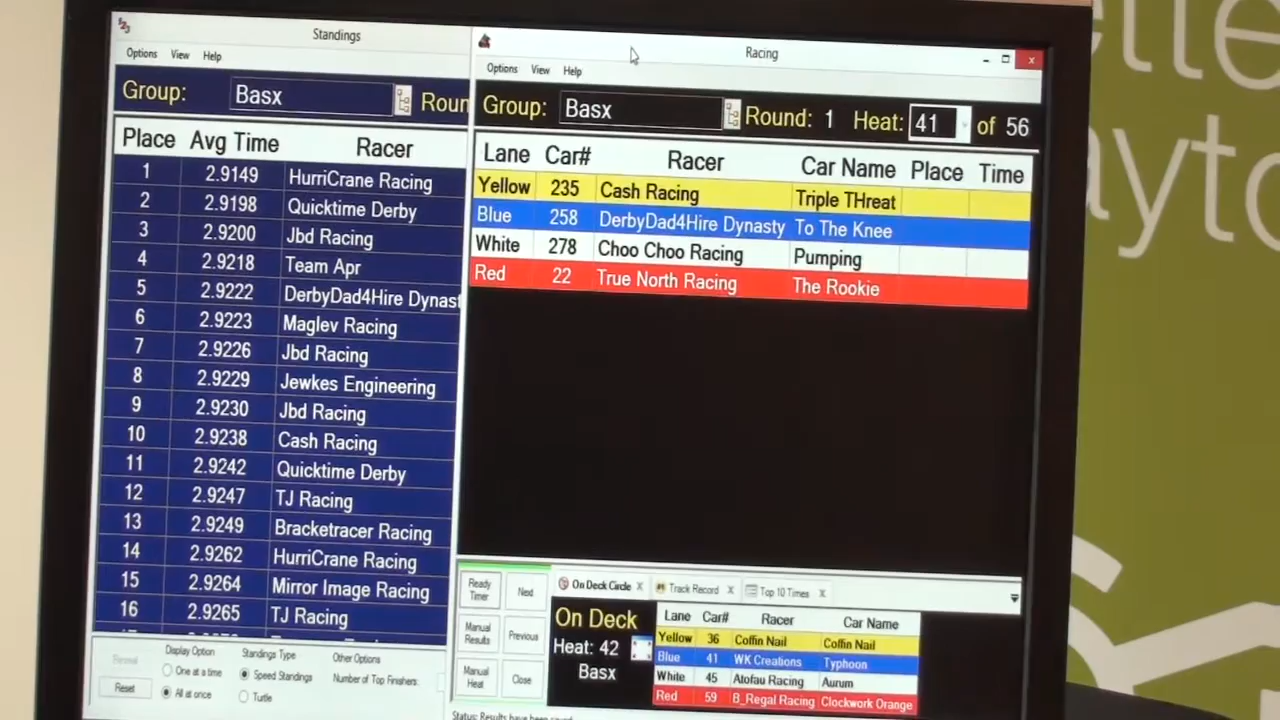 Standings
Options View Help
Group: Basx Roun
Place Avg Time Racer
1 2.9149 HurriCrane Racing
2 2.9198 Quicktime Derby
3 2.9200 Jbd Racing
4 2.9218 Team Apr
5 2.9222 DerbyDad4Hire Dynast
6 2.9223 Maglev Racing
7 2.9226 Jbd Racing
8 2.9229 Jewkes Engineering
9 2.9230 Jbd Racing
10 2.9238 Cash Racing
11 2.9242 Quicktime Derby
12 2.9247 TJ Racing
13 2.9249 Bracketracer Racing
14 2.9262 HurriCrane Racing
15 2.9264 Mirror Image Racing
16 2.9265 TJ Racing
Reset
Display Option
One at a time
All at once
Standings Type
Speed Standings
Turtle
Other Options
Number of Top Finishers:
Racing
Options View Help
Group: Basx Round: 1 Heat: 41 of 56
Lane Car# Racer Car Name Place Time
Yellow 235 Cash Racing Triple THreat
Blue 258 DerbyDad4Hire Dynasty To The Knee
White 278 Choo Choo Racing Pumping
Red 22 True North Racing The Rookie
Ready Timer
Next
Manual Results
Previous
Manual Heat
Close
On Deck Circle X Track Record X Top 10 Times X
On Deck
Heat: 42
Basx
Lane Car# Racer Car Name
Yellow 36 Coffin Nail Coffin Nail
Blue 41 WK Creations Typhoon
White 45 Atofau Racing Aurum
Red 59 B_Regal Racing Clockwork Orange
Status: Results have been saved